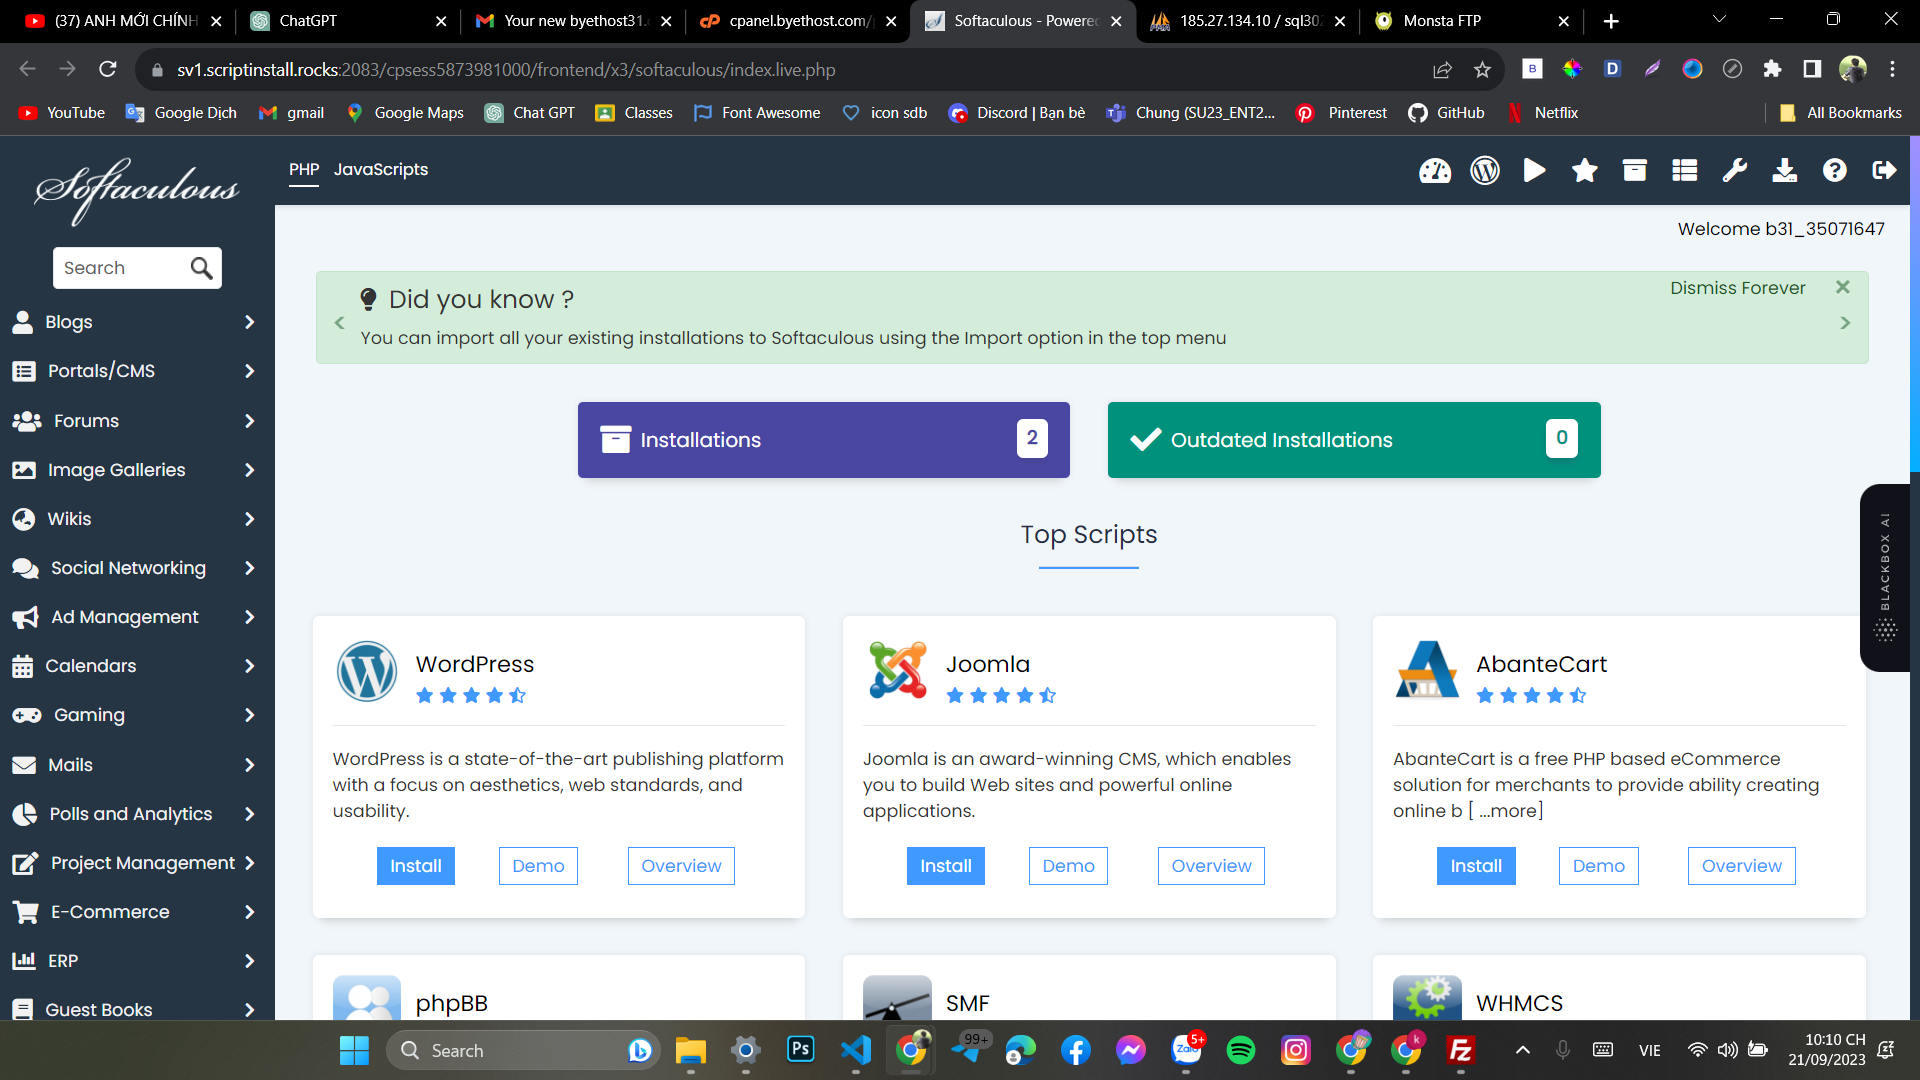 (37) ANH MỚI CHÍNH
ChatGPT
Your new byethost31.
cpanel.byethost.com/
Softaculous - Powered
185.27.134.10 / sql302
Monsta FTP
sv1.scriptinstall.rocks:2083/cpsess5873981000/frontend/x3/softaculous/index.live.php
YouTube
Google Dịch
gmail
Google Maps
Chat GPT
Classes
Font Awesome
icon sdb
Discord | Bạn bè
Chung (SU23_ENT2...
Pinterest
GitHub
Netflix
All Bookmarks
Softaculous
PHP
JavaScripts
Welcome b31_35071647
Search
Blogs
Portals/CMS
Forums
Image Galleries
Wikis
Social Networking
Ad Management
Calendars
Gaming
Mails
Polls and Analytics
Project Management
E-Commerce
ERP
Guest Books
Did you know ?
Dismiss Forever
You can import all your existing installations to Softaculous using the Import option in the top menu
Installations
2
Outdated Installations
0
Top Scripts
WordPress
WordPress is a state-of-the-art publishing platform
with a focus on aesthetics, web standards, and
usability.
Install
Demo
Overview
Joomla
Joomla is an award-winning CMS, which enables
you to build Web sites and powerful online
applications.
Install
Demo
Overview
AbanteCart
AbanteCart is a free PHP based eCommerce
solution for merchants to provide ability creating
online b [ ...more]
Install
Demo
Overview
phpBB
SMF
WHMCS
BLACKBOX AI
Search
Ps
99+
Zalo
5+
k
Fz
VIE
10:10 CH
21/09/2023